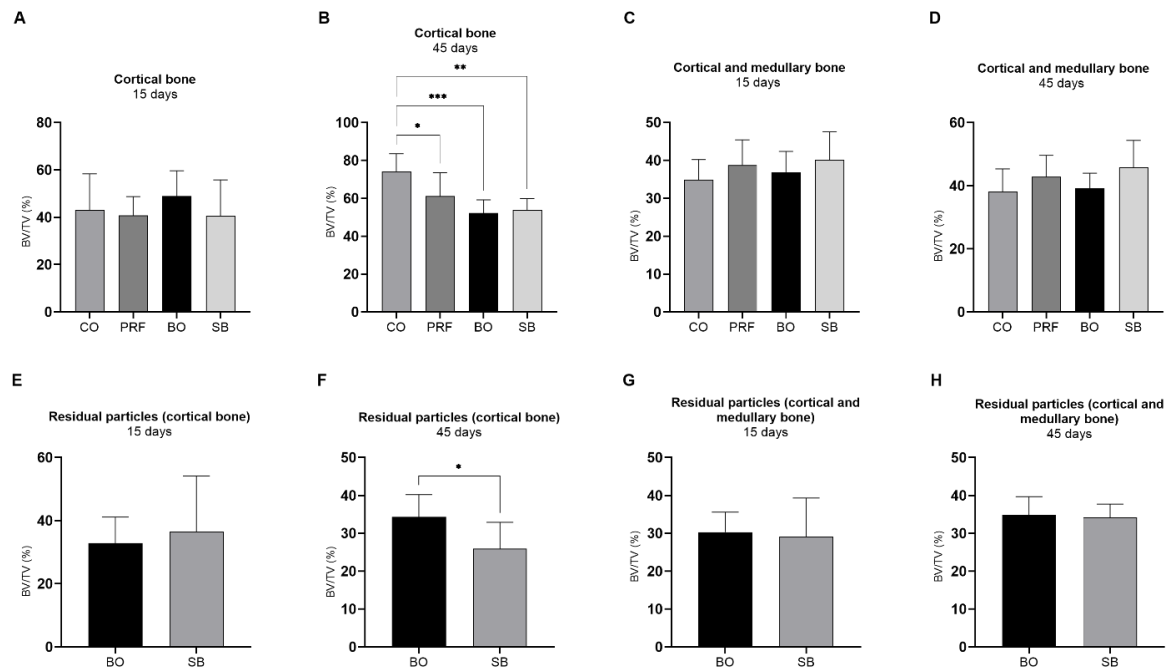 A
Cortical bone
15 days
BV/TV (%)
80
60
40
20
0
CO PRF BO SB
B
Cortical bone
45 days
**
***
*
BV/TV (%)
100
80
60
40
20
0
CO PRF BO SB
C
Cortical and medullary bone
15 days
BV/TV (%)
50
40
30
20
10
0
CO PRF BO SB
D
Cortical and medullary bone
45 days
BV/TV (%)
60
40
20
0
CO PRF BO SB
E
Residual particles (cortical bone)
15 days
BV/TV (%)
60
40
20
0
BO SB
F
Residual particles (cortical bone)
45 days
*
BV/TV (%)
50
40
30
20
10
0
BO SB
G
Residual particles (cortical and
medullary bone)
15 days
BV/TV (%)
50
40
30
20
10
0
BO SB
H
Residual particles (cortical and
medullary bone)
45 days
BV/TV (%)
50
40
30
20
10
0
BO SB